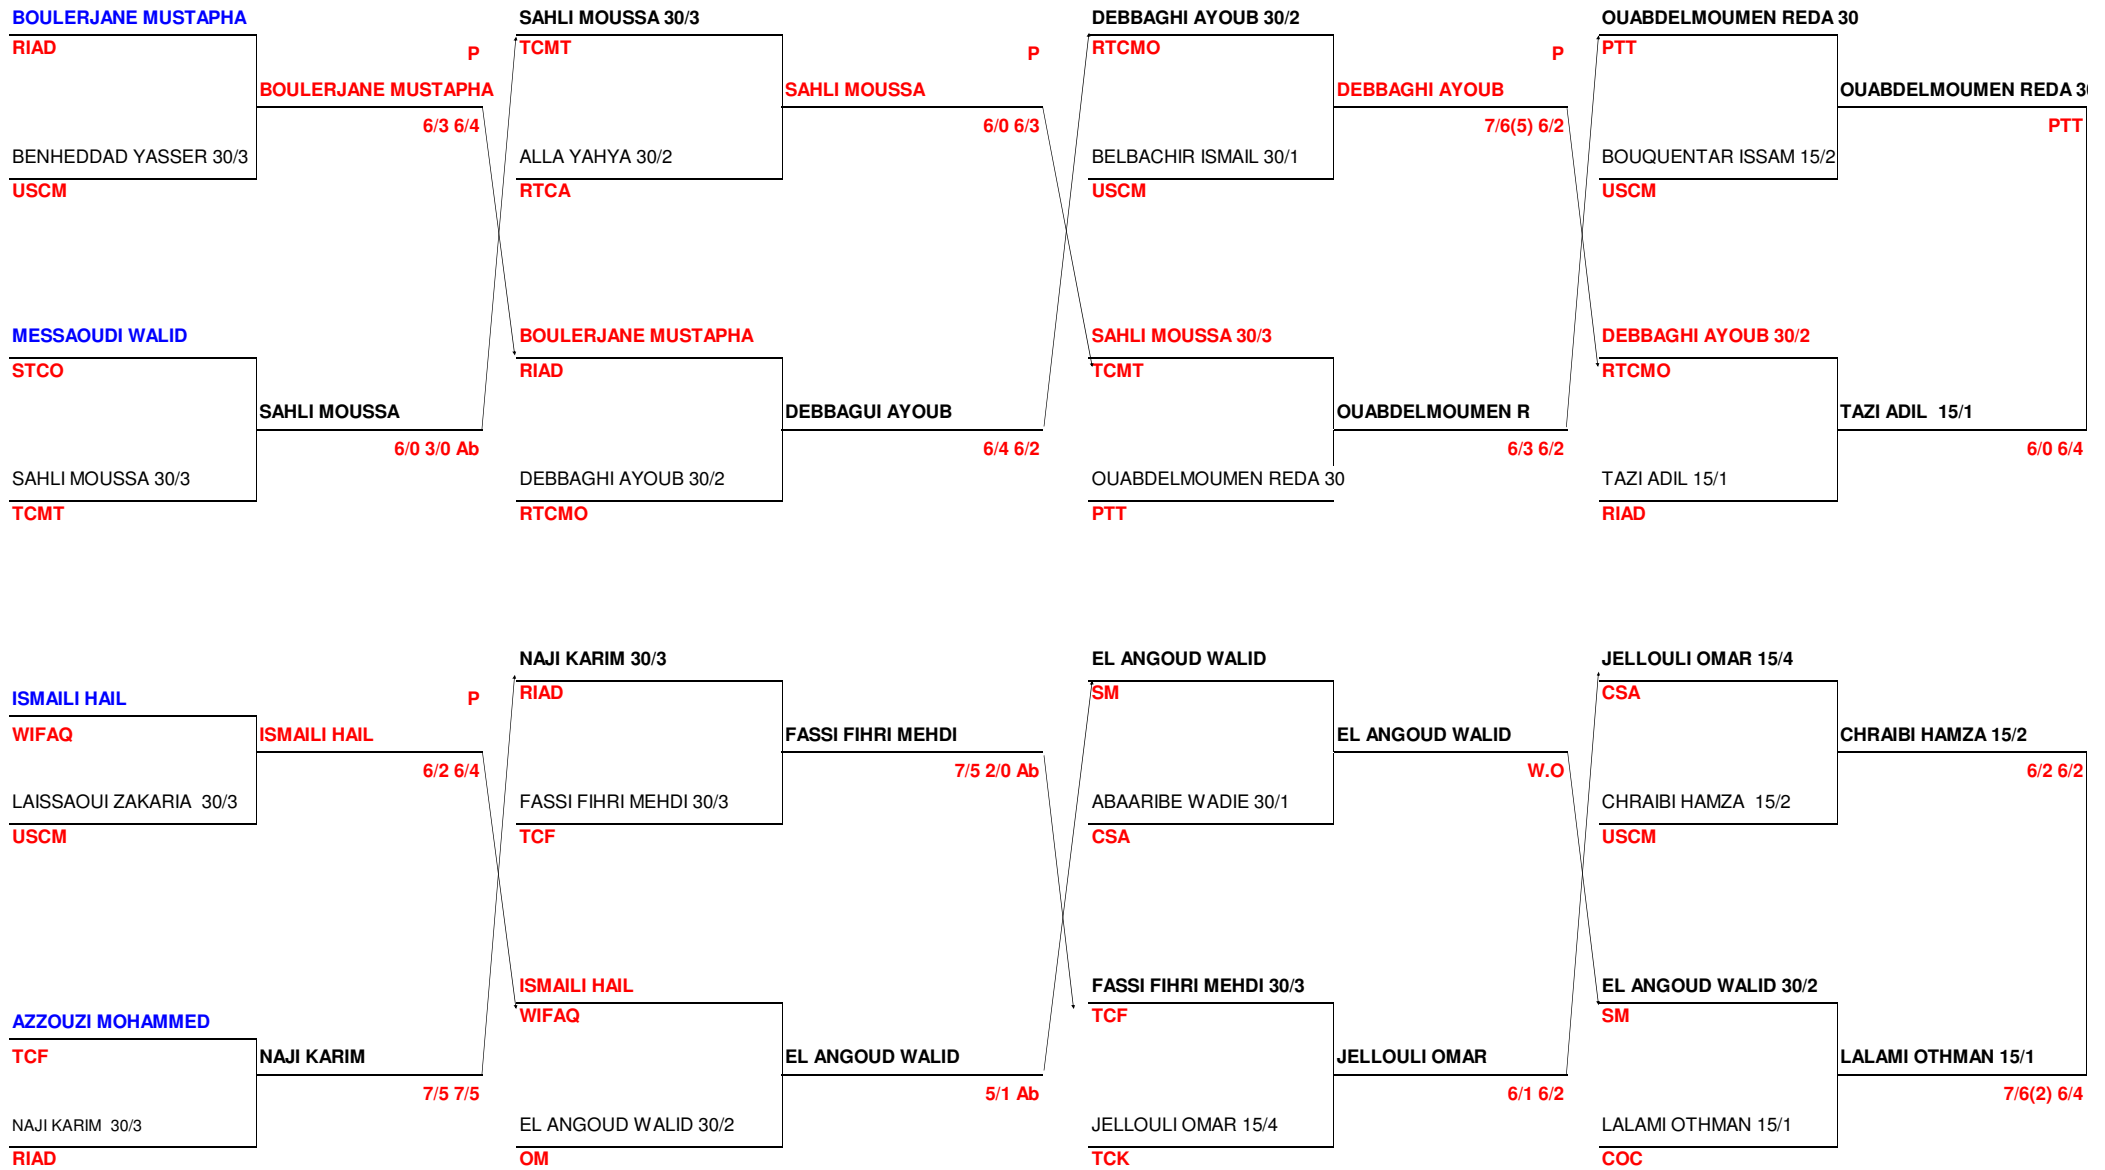 BOULERJANE MUSTAPHA
RIAD
P
BOULERJANE MUSTAPHA
6/3 6/4
BENHEDDAD YASSER 30/3
USCM
MESSAOUDI WALID
STCO
SAHLI MOUSSA
6/0 3/0 Ab
SAHLI MOUSSA 30/3
TCMT
SAHLI MOUSSA 30/3
TCMT
P
SAHLI MOUSSA
6/0 6/3
ALLA YAHYA 30/2
RTCA
BOULERJANE MUSTAPHA
RIAD
DEBBAGUI AYOUB
6/4 6/2
DEBBAGHI AYOUB 30/2
RTCMO
DEBBAGHI AYOUB 30/2
RTCMO
P
DEBBAGHI AYOUB
7/6(5) 6/2
BELBACHIR ISMAIL 30/1
USCM
SAHLI MOUSSA 30/3
TCMT
OUABDELMOUMEN R
6/3 6/2
OUABDELMOUMEN REDA 30
PTT
OUABDELMOUMEN REDA 30
PTT
OUABDELMOUMEN REDA 30
PTT
BOUQUENTAR ISSAM 15/2
USCM
DEBBAGHI AYOUB 30/2
RTCMO
TAZI ADIL 15/1
6/0 6/4
TAZI ADIL 15/1
RIAD
ISMAILI HAIL
P
WIFAQ
ISMAILI HAIL
6/2 6/4
LAISSAOUI ZAKARIA 30/3
USCM
AZZOUZI MOHAMMED
TCF
NAJI KARIM
7/5 7/5
NAJI KARIM 30/3
RIAD
NAJI KARIM 30/3
RIAD
FASSI FIHRI MEHDI
7/5 2/0 Ab
FASSI FIHRI MEHDI 30/3
TCF
ISMAILI HAIL
WIFAQ
EL ANGOUD WALID
5/1 Ab
EL ANGOUD WALID 30/2
OM
EL ANGOUD WALID
SM
EL ANGOUD WALID
W.O
ABAARIBE WADIE 30/1
CSA
FASSI FIHRI MEHDI 30/3
TCF
JELLOULI OMAR
6/1 6/2
JELLOULI OMAR 15/4
TCK
JELLOULI OMAR 15/4
CSA
CHRAIBI HAMZA 15/2
6/2 6/2
CHRAIBI HAMZA 15/2
USCM
EL ANGOUD WALID 30/2
SM
LALAMI OTHMAN 15/1
7/6(2) 6/4
LALAMI OTHMAN 15/1
COC